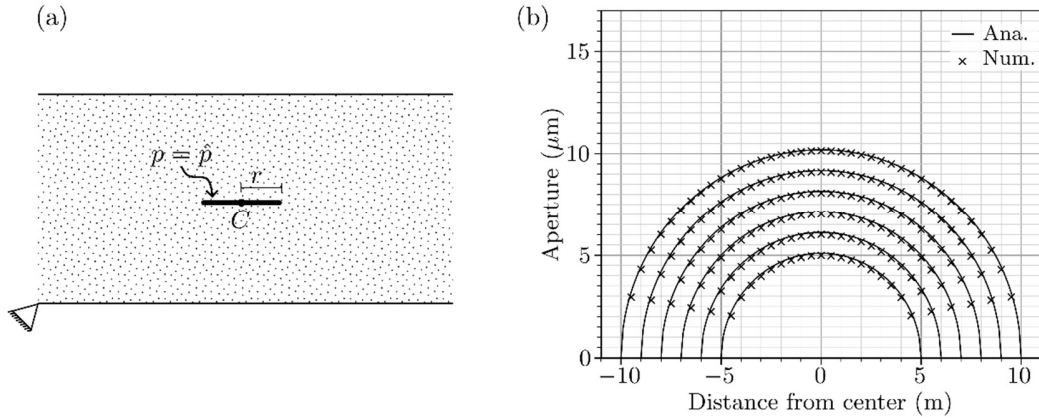 (a)
p = p̂
r
C
(b)
Aperture (μm)
15
10
5
0
Ana.
Num.
−10
−5
0
5
10
Distance from center (m)